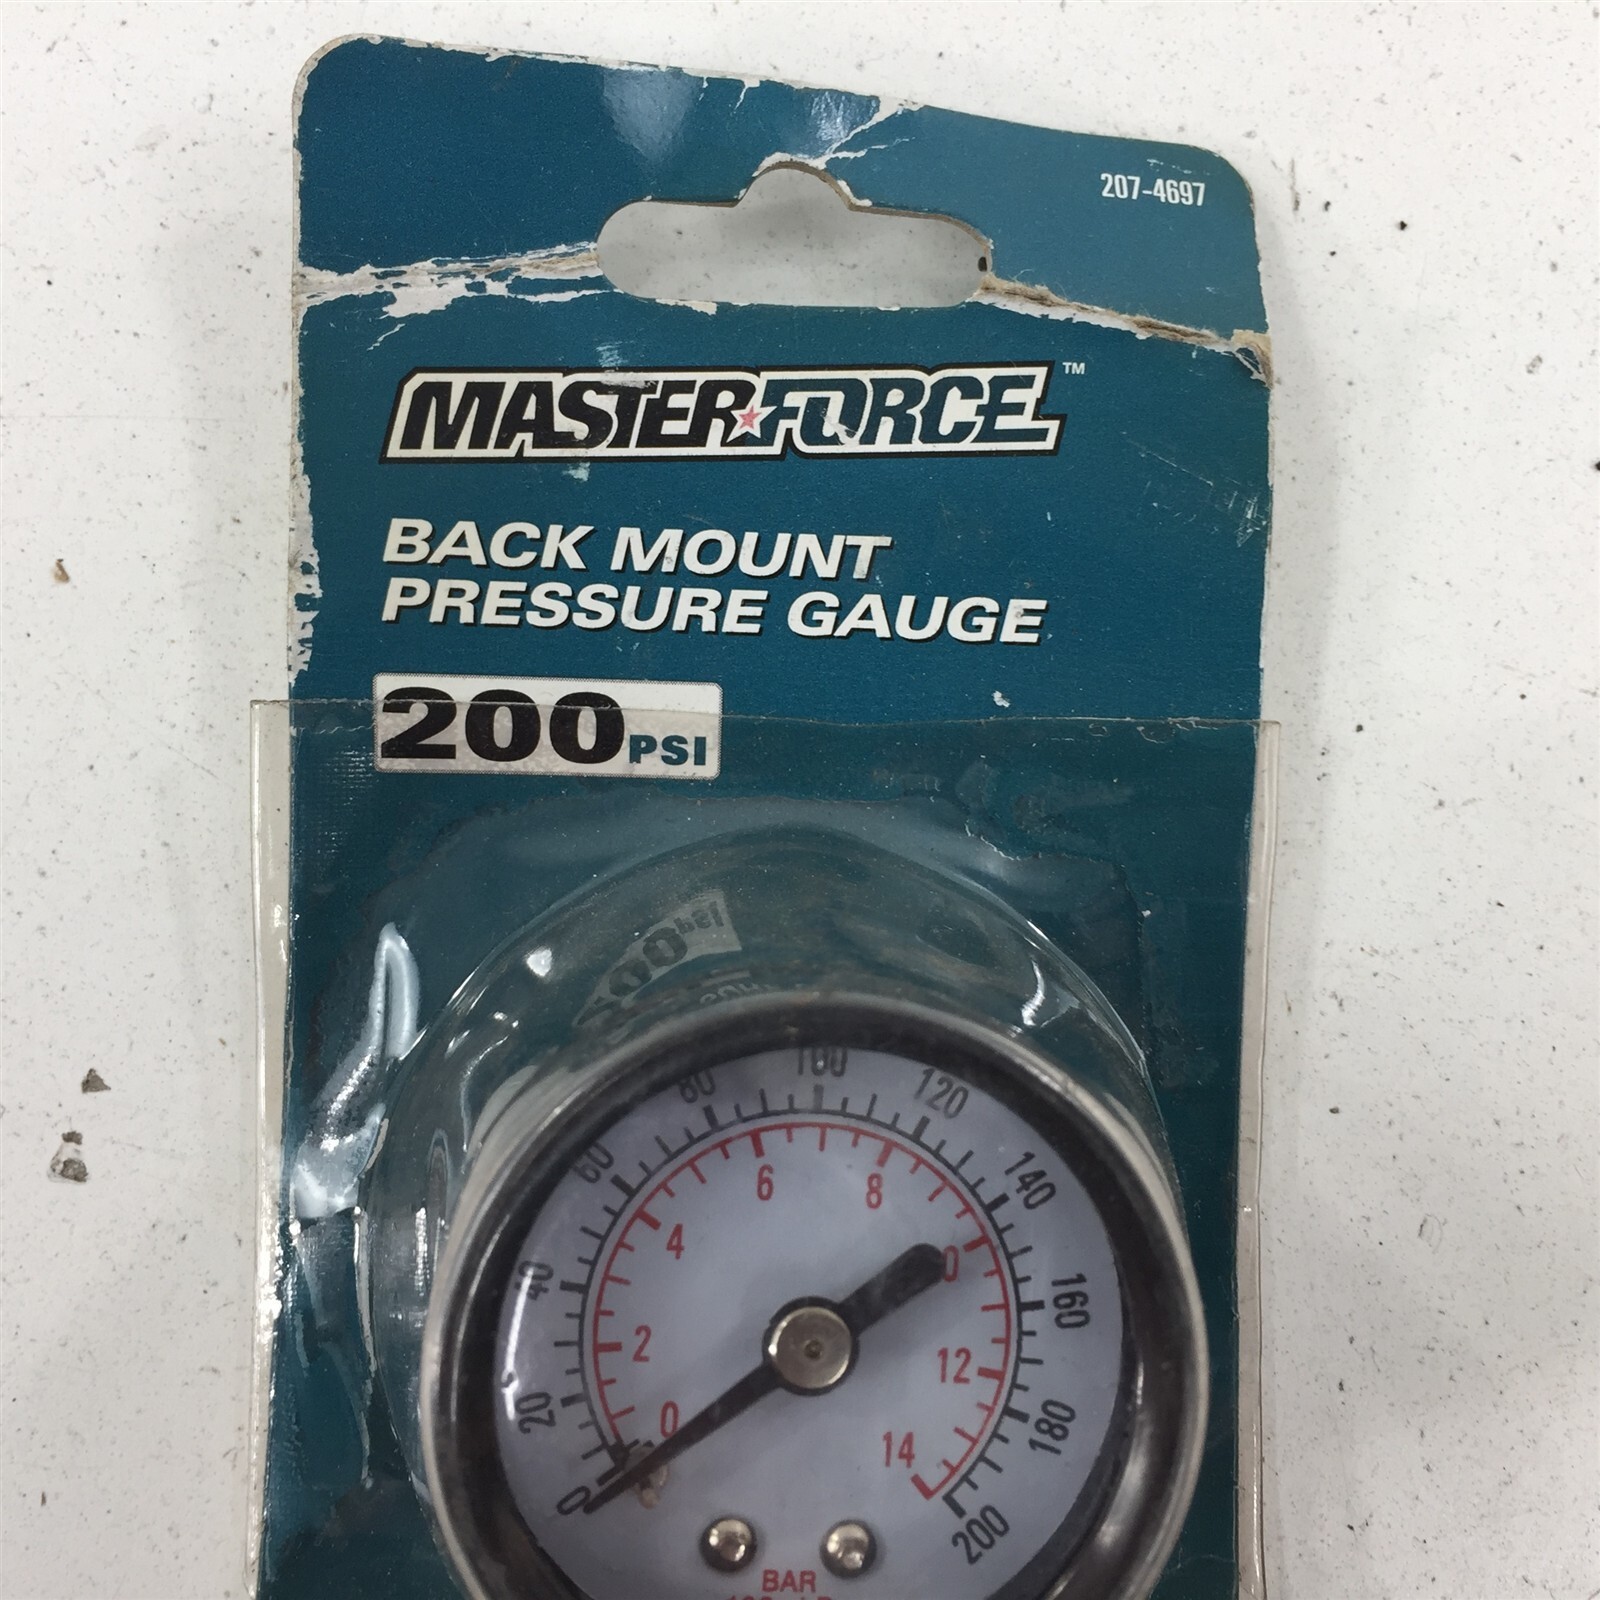 207-4697
MASTERFORCE™
BACK MOUNT
PRESSURE GAUGE
200 PSI
0 20 40 60 80 100 120 140 160 180 200
0 2 4 6 8 0 12 14
BAR